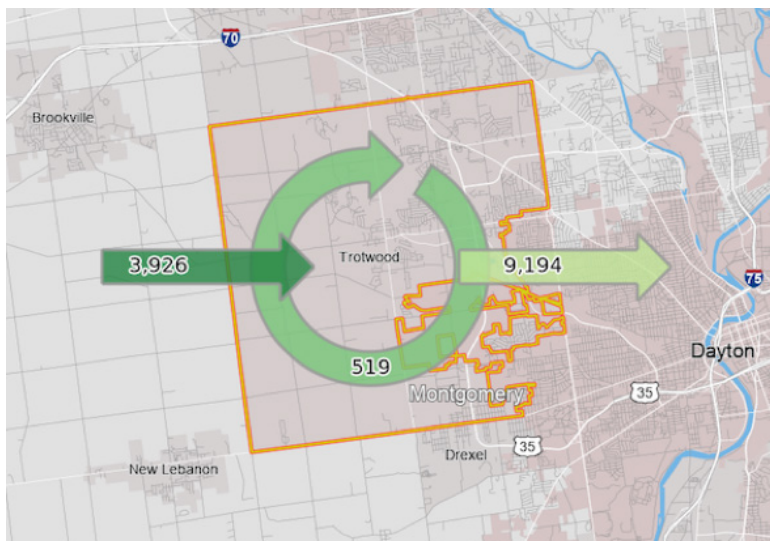 70
Brookville
Trotwood
3,926
9,194
75
519
Dayton
Montgomery
35
35
Drexel
New Lebanon